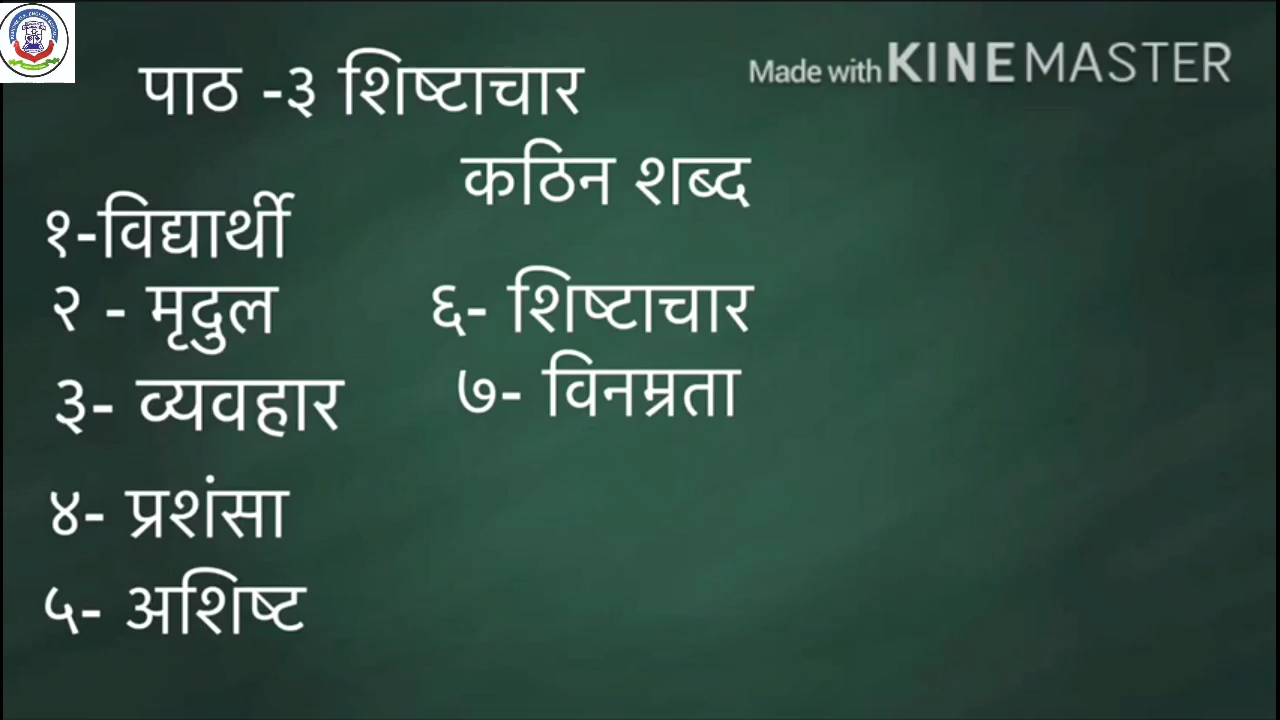 पाठ -३ शिष्टाचार
Made with KINEMASTER
कठिन शब्द
१-विद्यार्थी
२ - मृदुल
३- व्यवहार
४- प्रशंसा
५- अशिष्ट
६- शिष्टाचार
७- विनम्रता